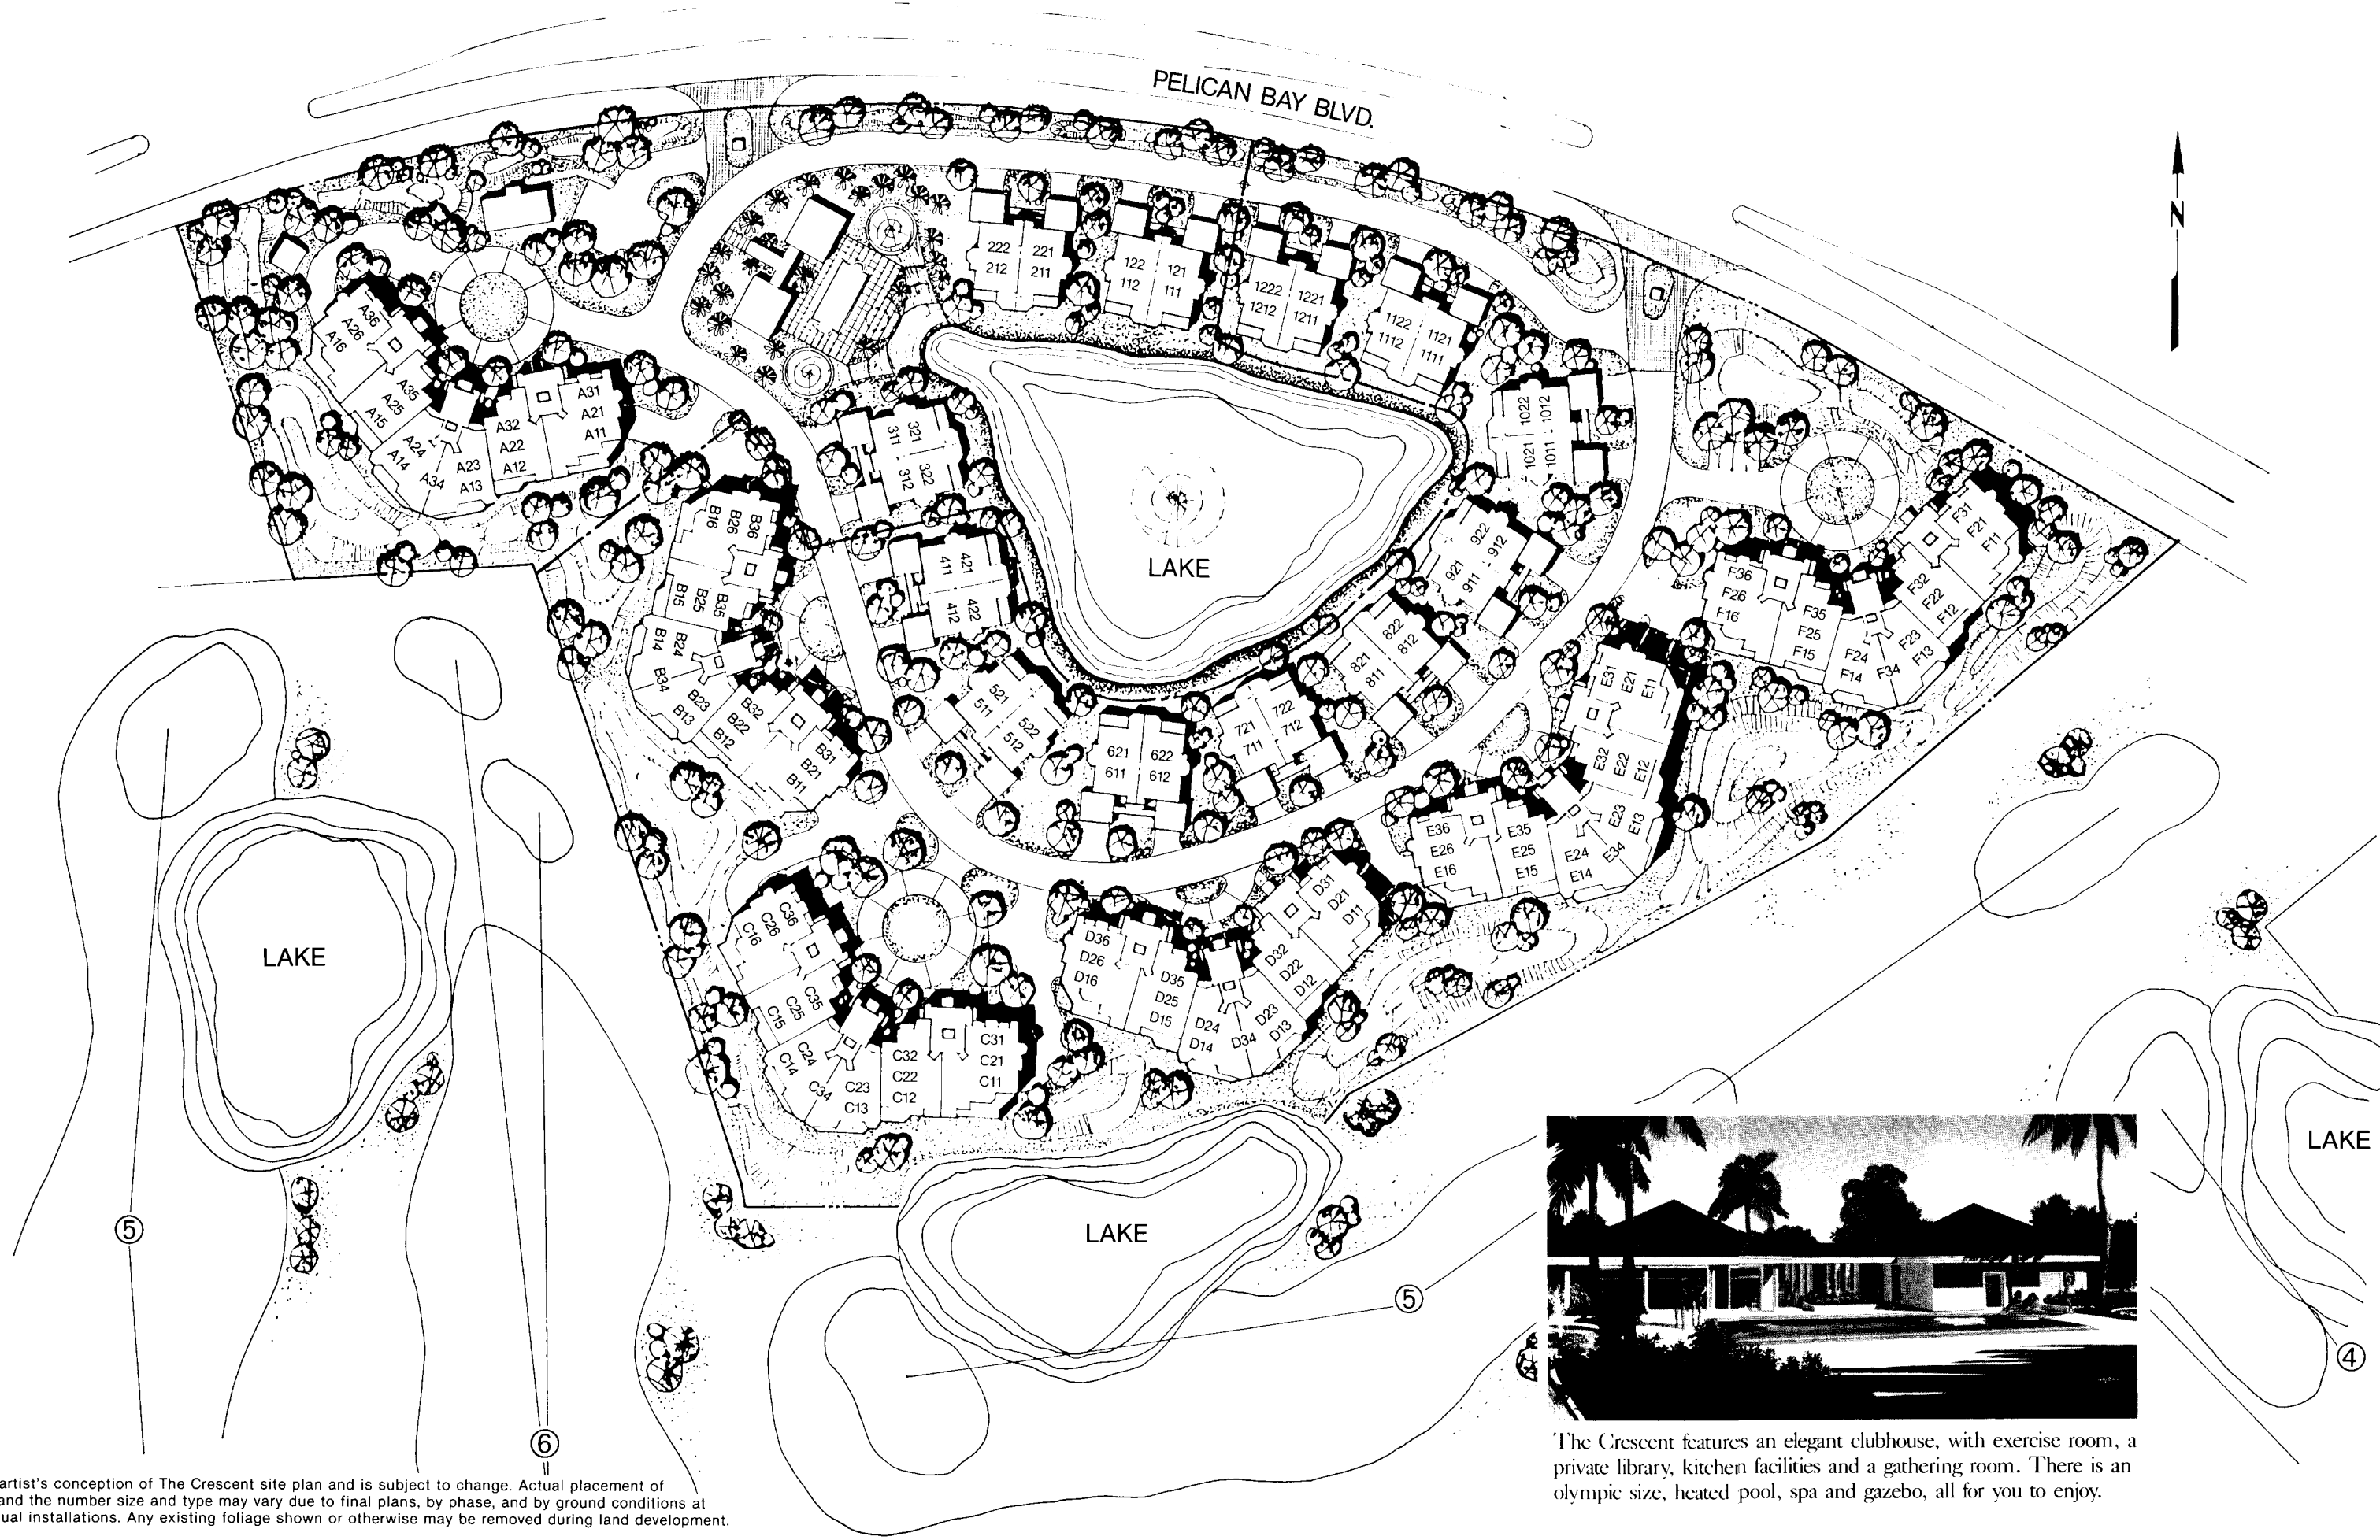 PELICAN BAY BLVD.
N
222 221
212 211
122 121
112 111
1222 1221
1212 1211
1122 1121
1112 1111
1022 1012
1021 1011
922 912
921 911
822 812
821 811
722 712
721 711
621 622
611 612
521 522
511 512
411 421
412 422
311 321
312 322
LAKE
A36
A26
A16
A35
A25
A15
A24
A14
A34
A23
A13
A32
A22
A12
A31
A21
A11
B36
B26
B16
B35
B25
B15
B24
B14
B34
B23
B13
B32
B22
B12
B31
B21
B11
C36
C26
C16
C35
C25
C15
C24
C14
C34
C23
C13
C32
C22
C12
C31
C21
C11
D36
D26
D16
D35
D25
D15
D24
D14
D34
D23
D13
D32
D22
D12
D31
D21
D11
E36
E26
E16
E35
E25
E15
E24
E14
E34
E23
E13
E32
E22
E12
E31
E21
E11
F36
F26
F16
F35
F25
F15
F24
F14
F34
F23
F13
F32
F22
F12
F31
F21
F11
LAKE
LAKE
LAKE
5
6
5
4
The Crescent features an elegant clubhouse, with exercise room, a
private library, kitchen facilities and a gathering room. There is an
olympic size, heated pool, spa and gazebo, all for you to enjoy.
artist's conception of The Crescent site plan and is subject to change. Actual placement of
and the number size and type may vary due to final plans, by phase, and by ground conditions at
ual installations. Any existing foliage shown or otherwise may be removed during land development.